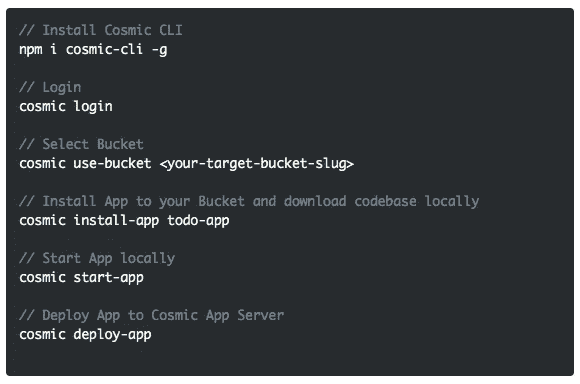 // Install Cosmic CLI
npm i cosmic-cli -g
// Login
cosmic login
// Select Bucket
cosmic use-bucket <your-target-bucket-slug>
// Install App to your Bucket and download codebase locally
cosmic install-app todo-app
// Start App locally
cosmic start-app
// Deploy App to Cosmic App Server
cosmic deploy-app